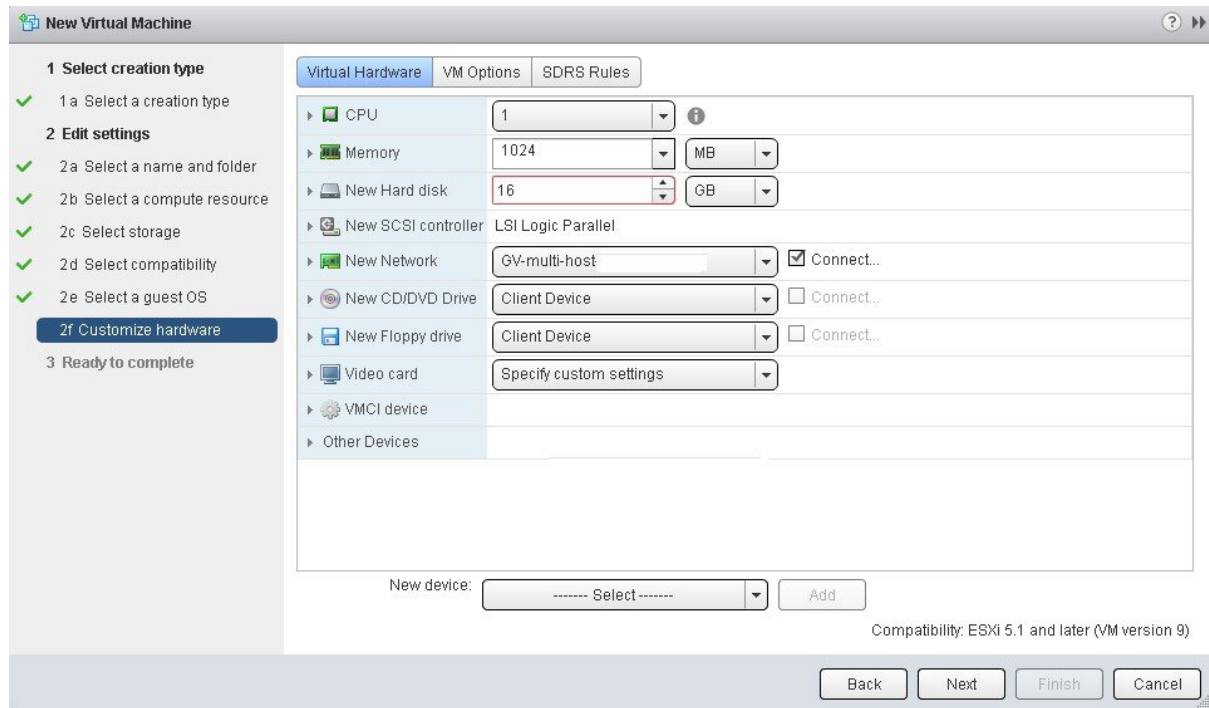 New Virtual Machine
?
1 Select creation type
1a Select a creation type
2 Edit settings
2a Select a name and folder
2b Select a compute resource
2c Select storage
2d Select compatibility
2e Select a guest OS
2f Customize hardware
3 Ready to complete
Virtual Hardware VM Options SDRS Rules
CPU 1
Memory 1024 MB
New Hard disk 16 GB
New SCSI controller LSI Logic Parallel
New Network GV-multi-host- Connect...
New CD/DVD Drive Client Device Connect...
New Floppy drive Client Device Connect...
Video card Specify custom settings
VMCI device
Other Devices
New device: ------- Select ------- Add
Compatibility: ESXi 5.1 and later (VM version 9)
Back Next Finish Cancel